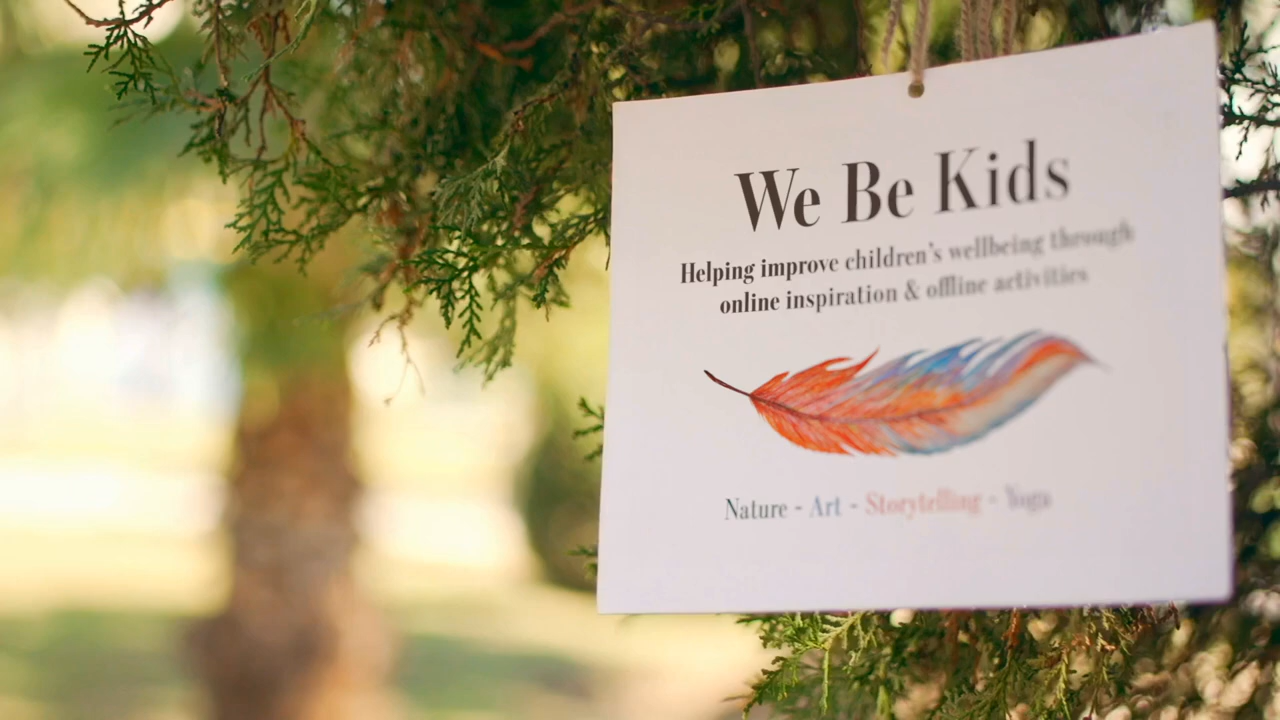 We Be Kids
Helping improve children's wellbeing through
online inspiration & offline activities
Nature - Art - Storytelling - Yoga